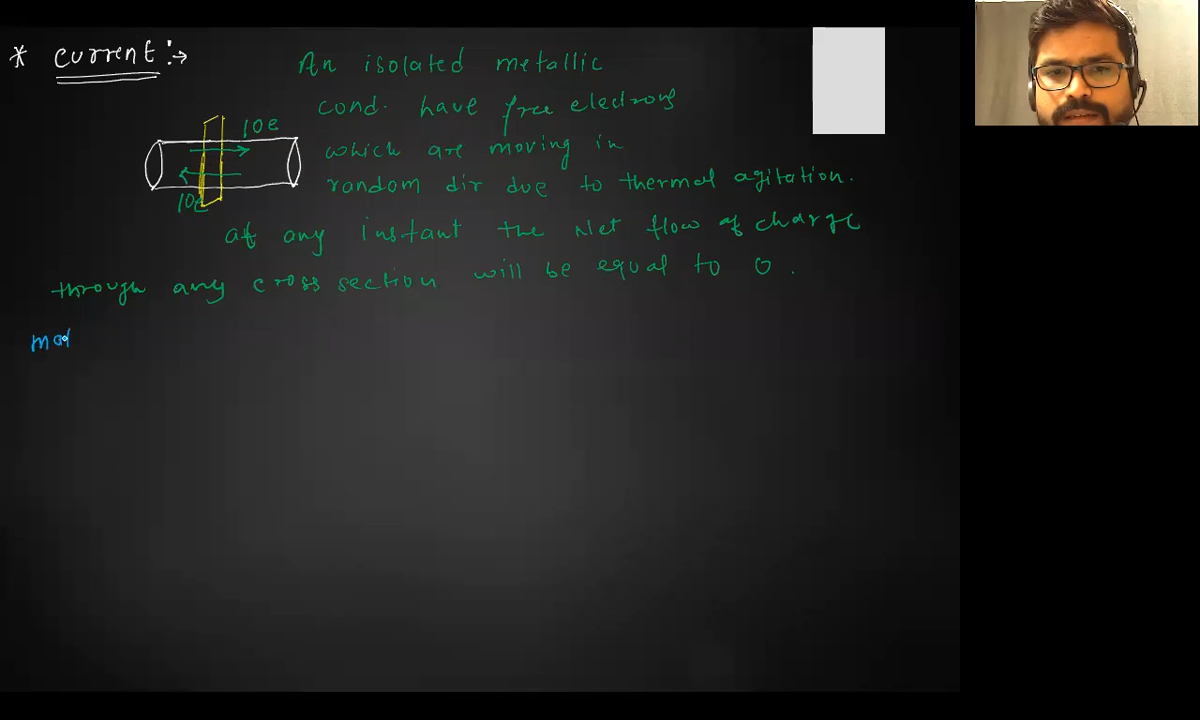 * Current :→
An isolated metallic
cond. have free electrons
10e
which are moving in
random dir due to thermal agitation.
10e
at any instant the Net flow of charge
through any cross section will be equal to 0.